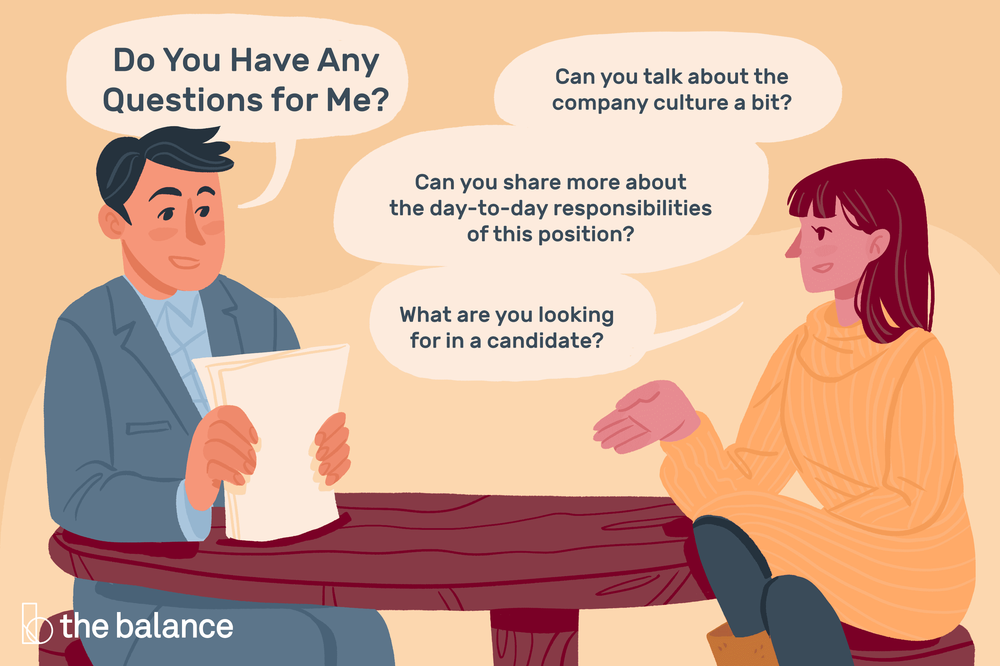 Do You Have Any
Questions for Me?
Can you talk about the
company culture a bit?
Can you share more about
the day-to-day responsibilities
of this position?
What are you looking
for in a candidate?
the balance